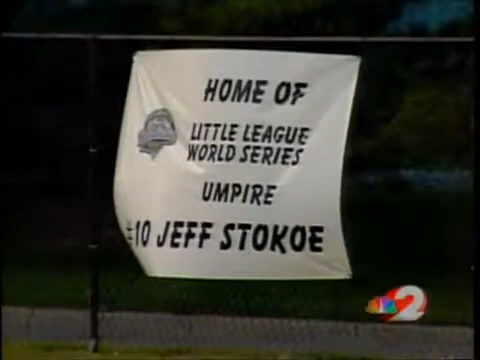 HOME OF
LITTLE LEAGUE
WORLD SERIES
UMPIRE
#10 JEFF STOKOE
2